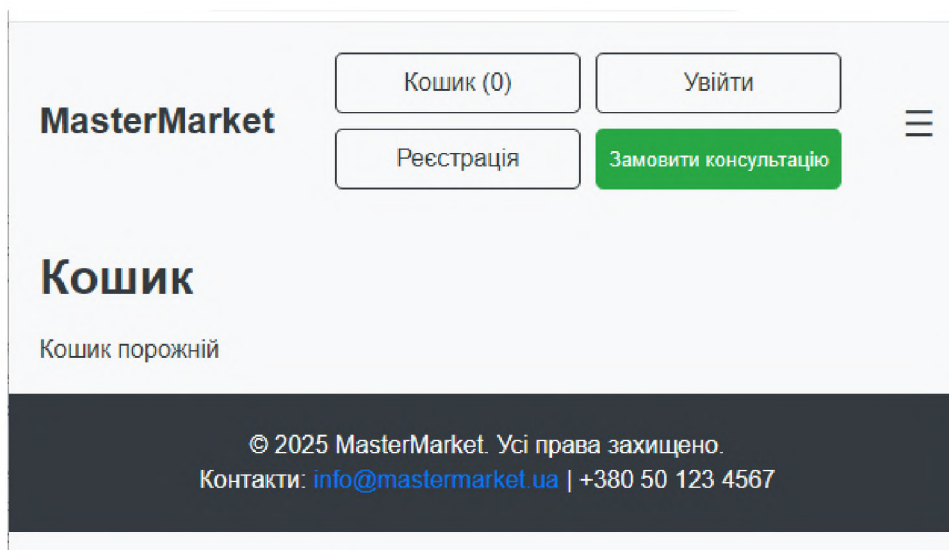 MasterMarket
Кошик (0)
Увійти
Реєстрація
Замовити консультацію
Кошик
Кошик порожній
© 2025 MasterMarket. Усі права захищено.
Контакти: info@mastermarket.ua | +380 50 123 4567